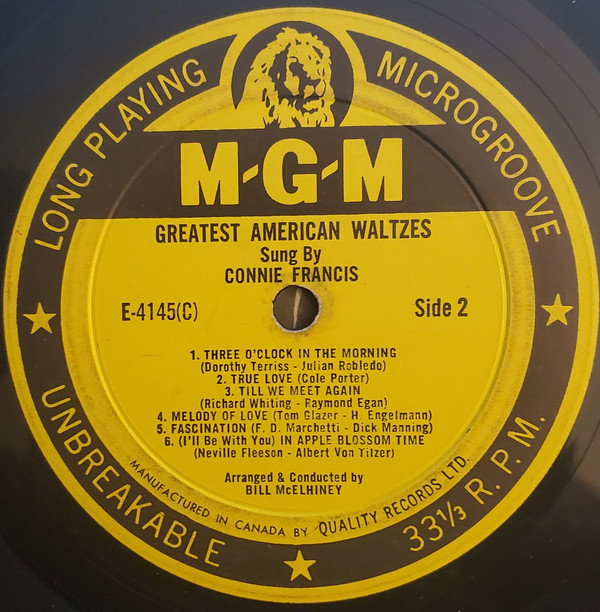 LONG PLAYING
MICROGROOVE
M-G-M
GREATEST AMERICAN WALTZES
Sung By
CONNIE FRANCIS
E-4145(C)
Side 2
1. THREE O'CLOCK IN THE MORNING
(Dorothy Terriss - Julian Robledo)
2. TRUE LOVE (Cole Porter)
3. TILL WE MEET AGAIN
(Richard Whiting - Raymond Egan)
4. MELODY OF LOVE (Tom Glazer - H. Engelmann)
5. FASCINATION (F. D. Marchetti - Dick Manning)
6. (I'll Be With You) IN APPLE BLOSSOM TIME
(Neville Fleeson - Albert Von Tilzer)
Arranged & Conducted by
BILL McELHINEY
MANUFACTURED IN CANADA BY QUALITY RECORDS LTD.
UNBREAKABLE
33⅓ R.P.M.